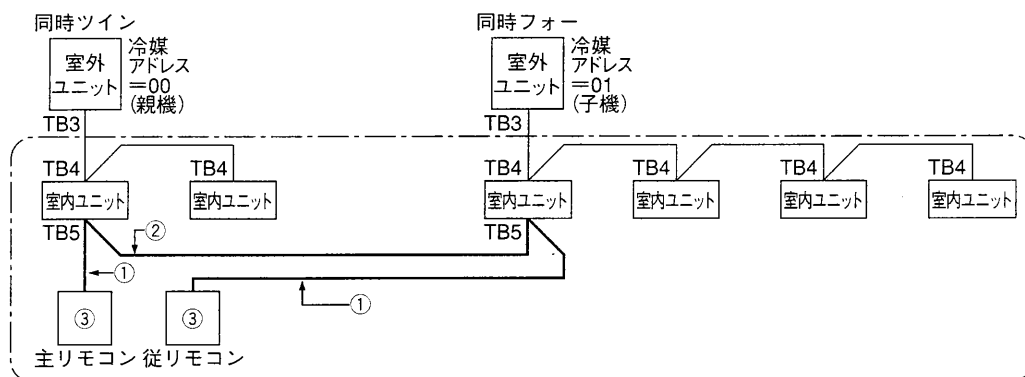 同時ツイン
室外
ユニット
冷媒
アドレス
=00
(親機)
TB3
同時フォー
室外
ユニット
冷媒
アドレス
=01
(子機)
TB3
TB4
TB4
TB4
TB4
TB4
TB4
室内ユニット
室内ユニット
室内ユニット
室内ユニット
室内ユニット
室内ユニット
TB5
TB5
②
①
①
③
③
主リモコン
従リモコン